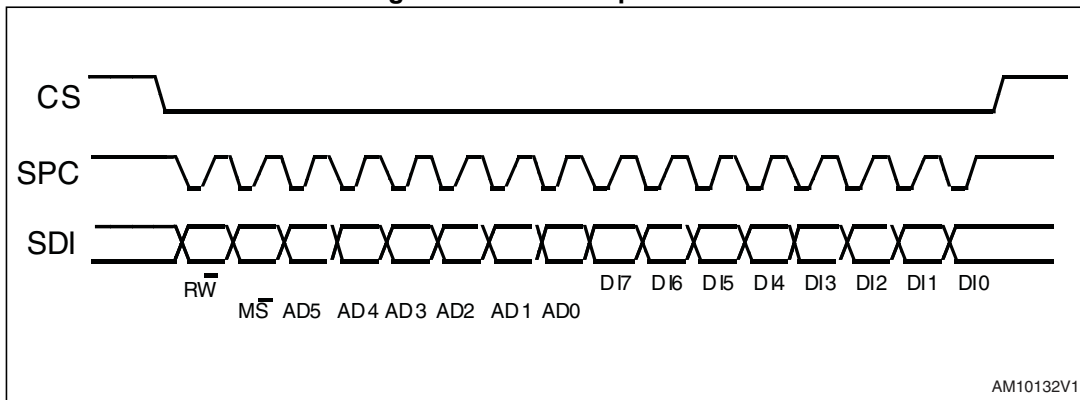 CS
SPC
SDI
RW̅
DI7 DI6 DI5 DI4 DI3 DI2 DI1 DI0
MS̅ AD5 AD4 AD3 AD2 AD1 AD0
AM10132V1